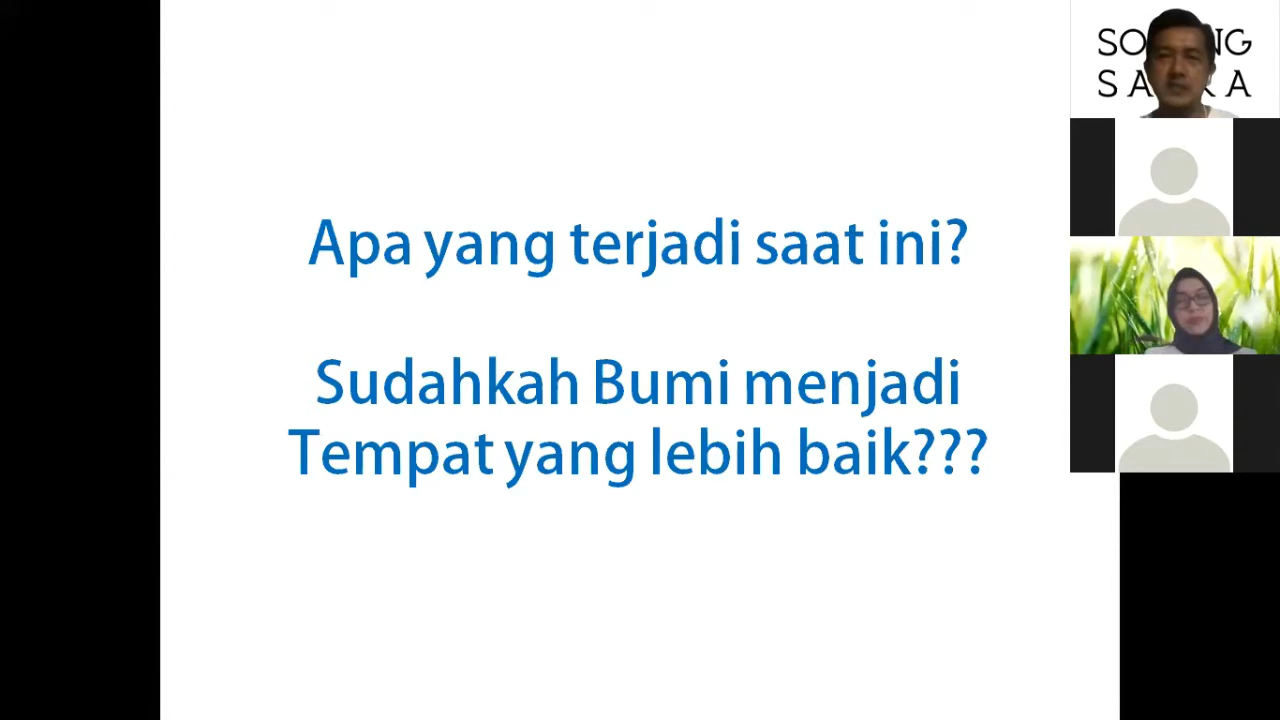 Apa yang terjadi saat ini?
Sudahkah Bumi menjadi
Tempat yang lebih baik???